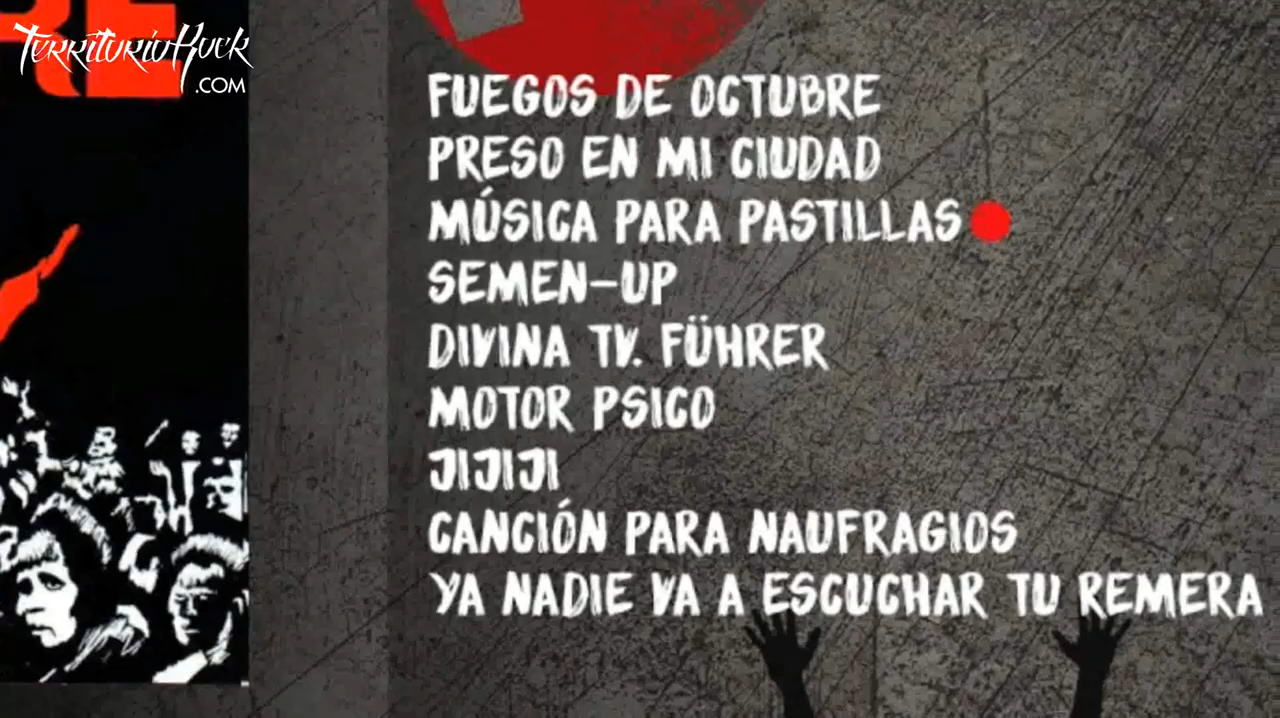 RE
TerritorioRock
.COM
FUEGOS DE OCTUBRE
PRESO EN MI CIUDAD
MÚSICA PARA PASTILLAS
SEMEN-UP
DIVINA TV. FÜHRER
MOTOR PSICO
JIJIJI
CANCIÓN PARA NAUFRAGIOS
YA NADIE VA A ESCUCHAR TU REMERA